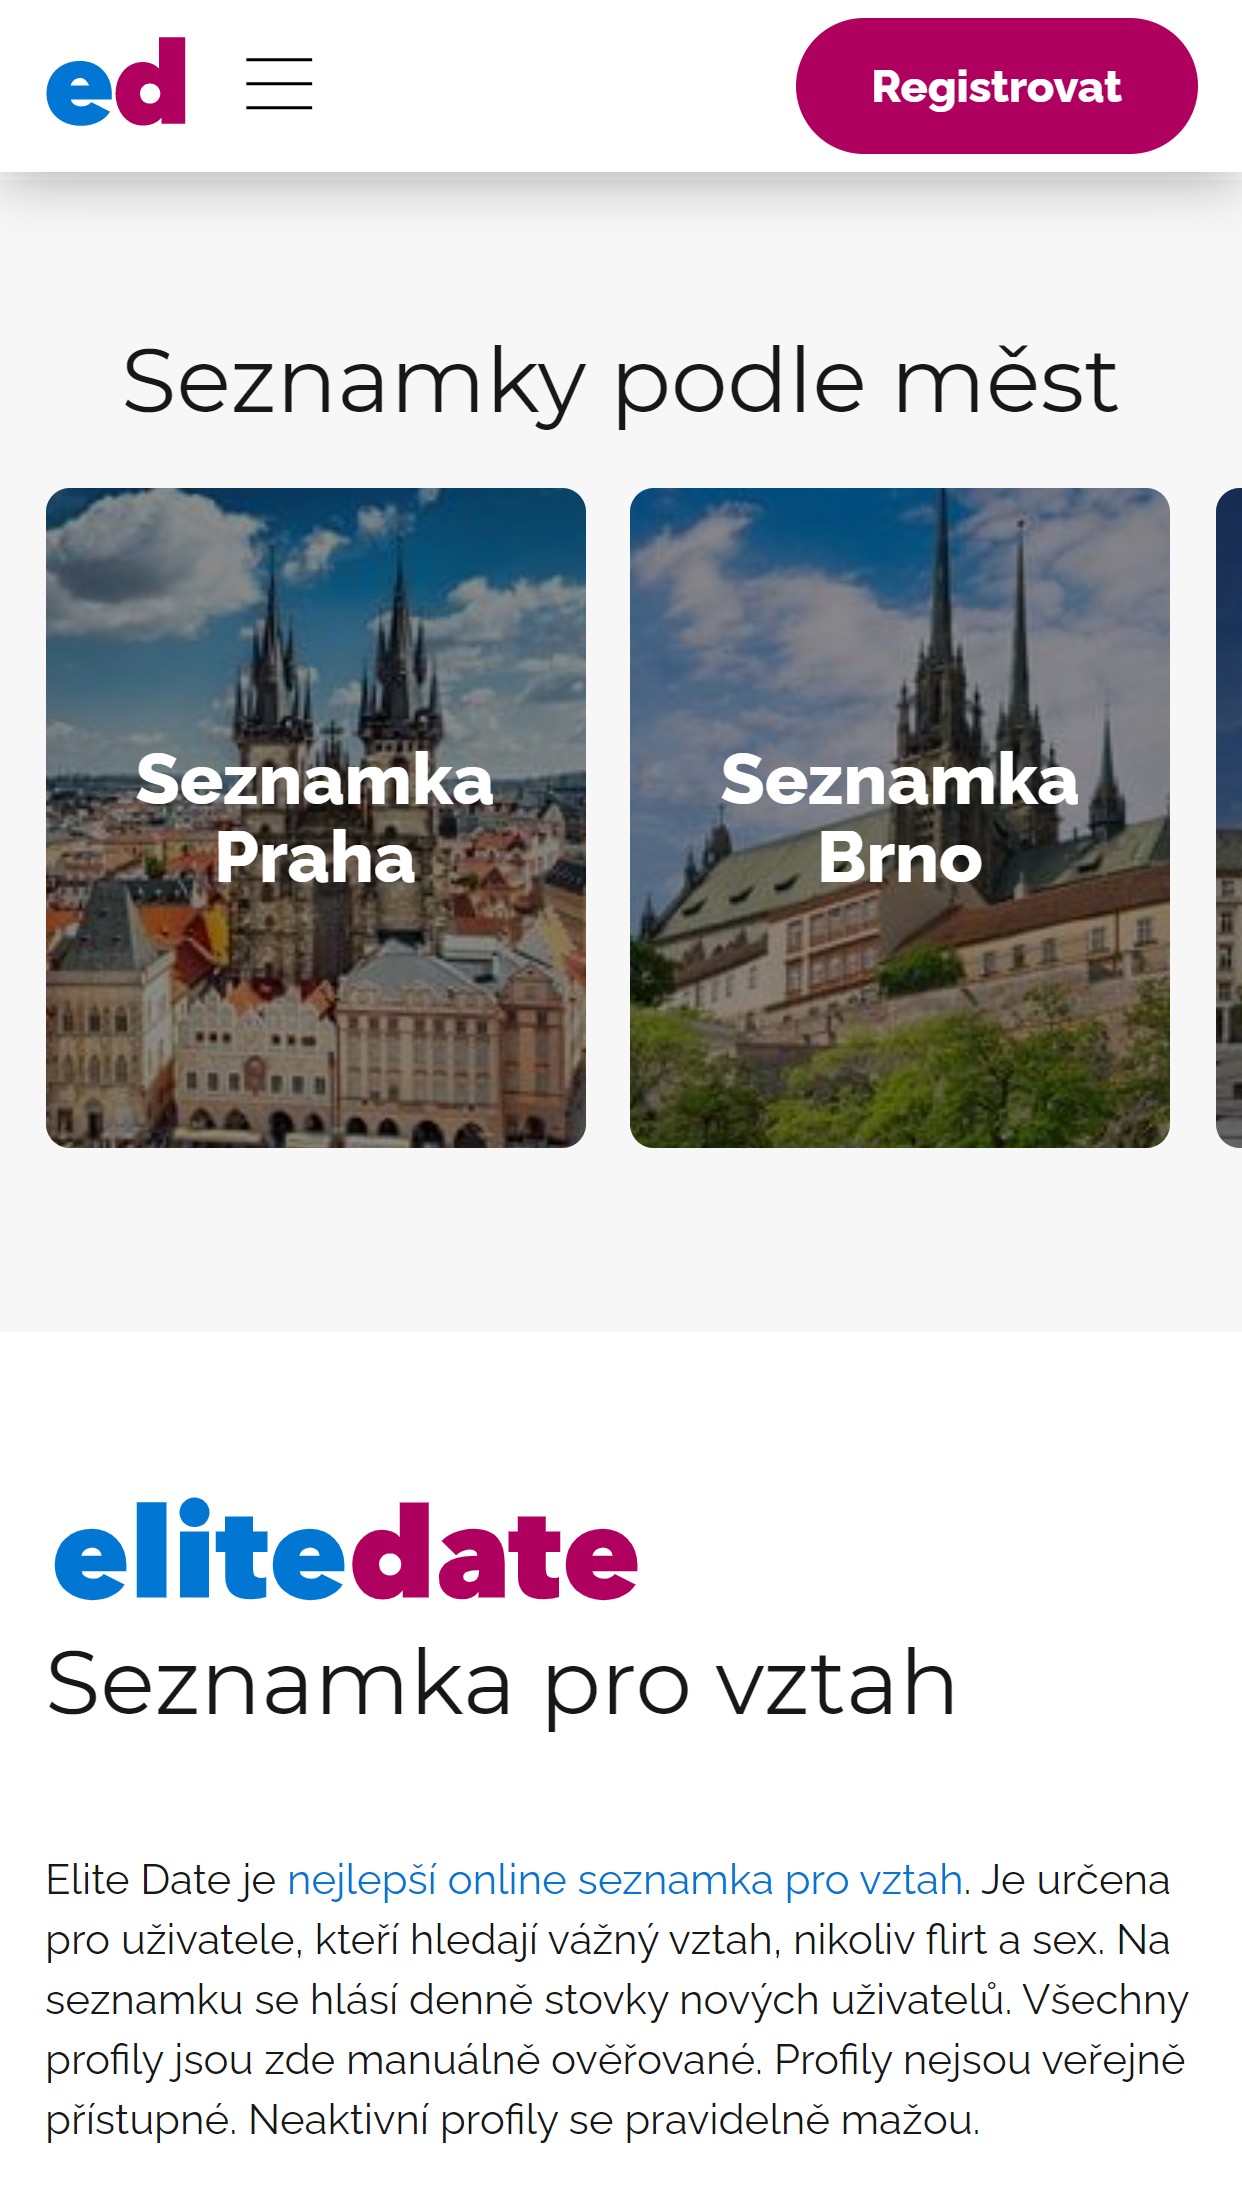 ed
Registrovat
Seznamky podle měst
Seznamka
Praha
Seznamka
Brno
elitedate
Seznamka pro vztah
Elite Date je nejlepší online seznamka pro vztah. Je určena
pro uživatele, kteří hledají vážný vztah, nikoliv flirt a sex. Na
seznamku se hlásí denně stovky nových uživatelů. Všechny
profily jsou zde manuálně ověřované. Profily nejsou veřejně
přístupné. Neaktivní profily se pravidelně mažou.